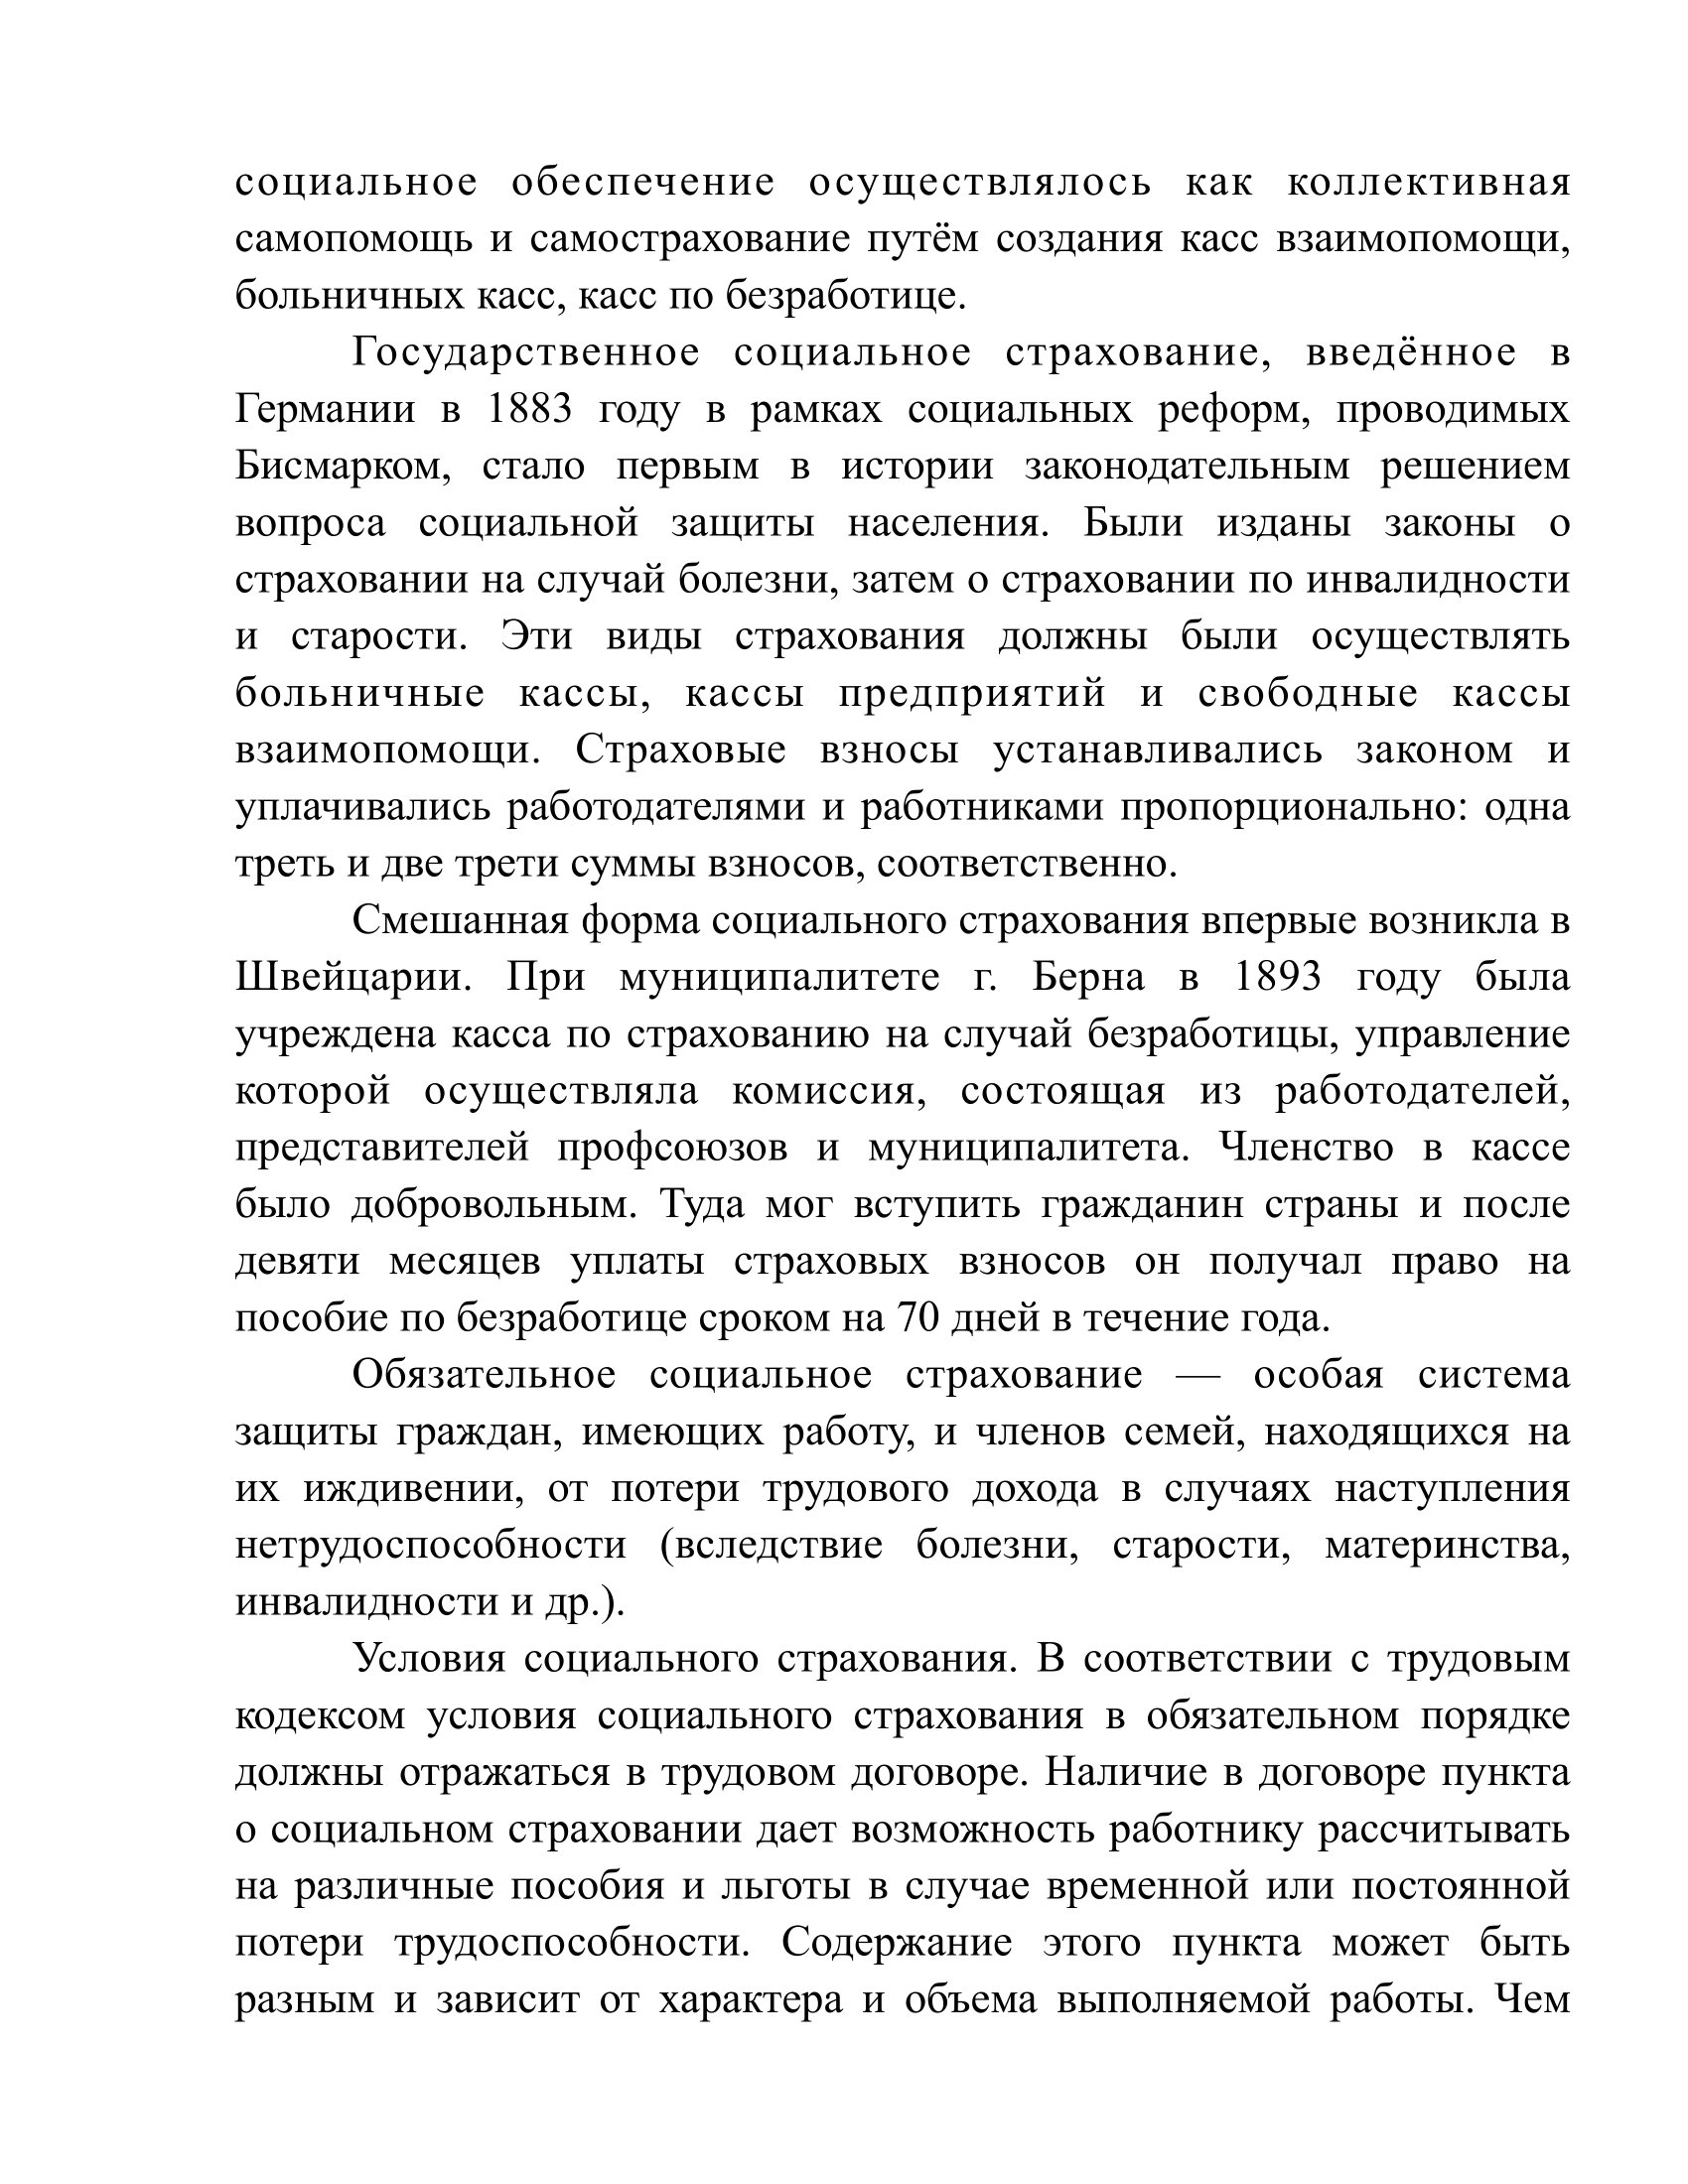 социальное обеспечение осуществлялось как коллективная
самопомощь и самострахование путём создания касс взаимопомощи,
больничных касс, касс по безработице.
Государственное социальное страхование, введённое в
Германии в 1883 году в рамках социальных реформ, проводимых
Бисмарком, стало первым в истории законодательным решением
вопроса социальной защиты населения. Были изданы законы о
страховании на случай болезни, затем о страховании по инвалидности
и старости. Эти виды страхования должны были осуществлять
больничные кассы, кассы предприятий и свободные кассы
взаимопомощи. Страховые взносы устанавливались законом и
уплачивались работодателями и работниками пропорционально: одна
треть и две трети суммы взносов, соответственно.
Смешанная форма социального страхования впервые возникла в
Швейцарии. При муниципалитете г. Берна в 1893 году была
учреждена касса по страхованию на случай безработицы, управление
которой осуществляла комиссия, состоящая из работодателей,
представителей профсоюзов и муниципалитета. Членство в кассе
было добровольным. Туда мог вступить гражданин страны и после
девяти месяцев уплаты страховых взносов он получал право на
пособие по безработице сроком на 70 дней в течение года.
Обязательное социальное страхование — особая система
защиты граждан, имеющих работу, и членов семей, находящихся на
их иждивении, от потери трудового дохода в случаях наступления
нетрудоспособности (вследствие болезни, старости, материнства,
инвалидности и др.).
Условия социального страхования. В соответствии с трудовым
кодексом условия социального страхования в обязательном порядке
должны отражаться в трудовом договоре. Наличие в договоре пункта
о социальном страховании дает возможность работнику рассчитывать
на различные пособия и льготы в случае временной или постоянной
потери трудоспособности. Содержание этого пункта может быть
разным и зависит от характера и объема выполняемой работы. Чем